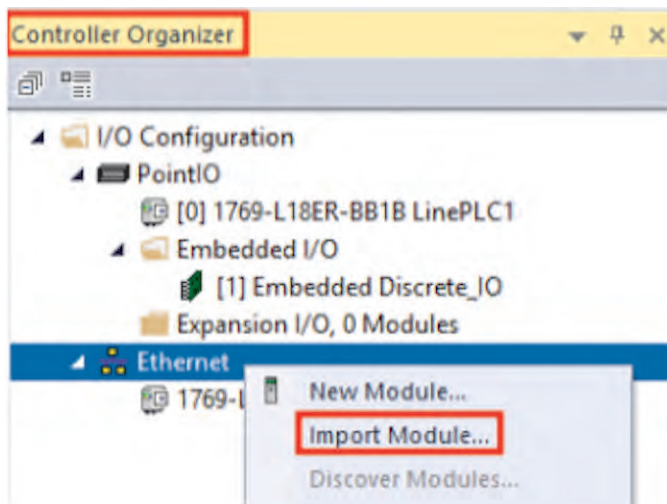 Controller Organizer
I/O Configuration
PointIO
[0] 1769-L18ER-BB1B LinePLC1
Embedded I/O
[1] Embedded Discrete_IO
Expansion I/O, 0 Modules
Ethernet
1769-L
New Module...
Import Module...
Discover Modules...